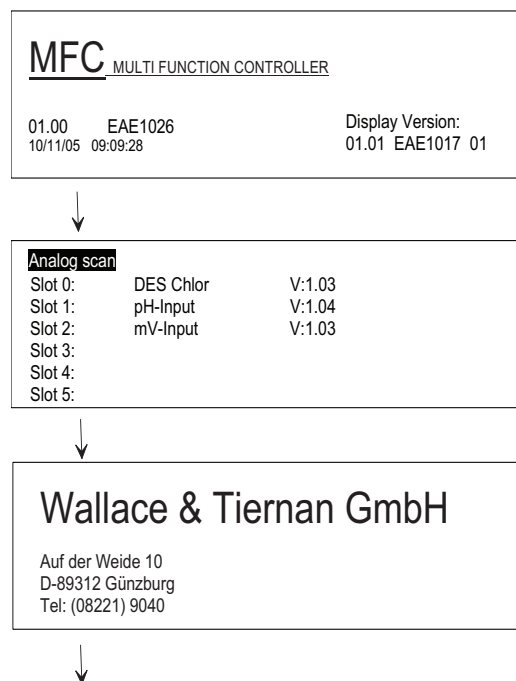 MFC MULTI FUNCTION CONTROLLER
01.00 EAE1026 Display Version:
10/11/05 09:09:28 01.01 EAE1017 01
Analog scan
Slot 0: DES Chlor V:1.03
Slot 1: pH-Input V:1.04
Slot 2: mV-Input V:1.03
Slot 3:
Slot 4:
Slot 5:
Wallace & Tiernan GmbH
Auf der Weide 10
D-89312 Günzburg
Tel: (08221) 9040